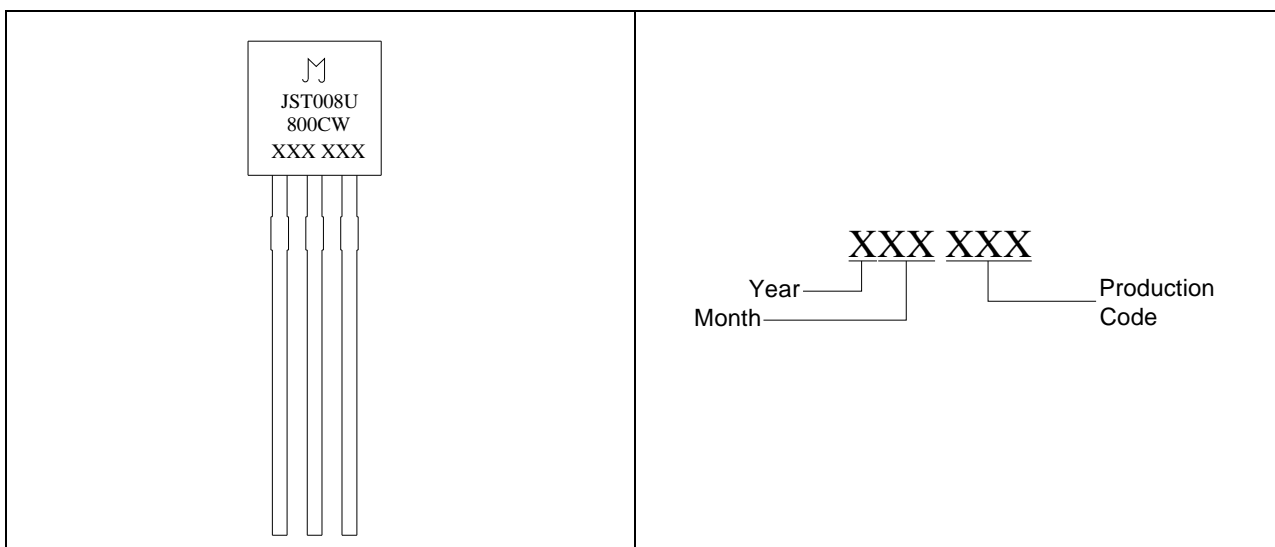 JST008U
800CW
XXX XXX
XXX XXX
Year
Month
Production
Code